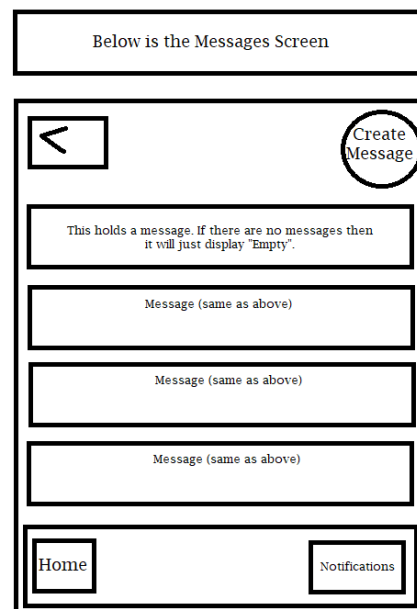 Below is the Messages Screen
<
Create
Message
This holds a message. If there are no messages then
it will just display "Empty".
Message (same as above)
Message (same as above)
Message (same as above)
Home
Notifications